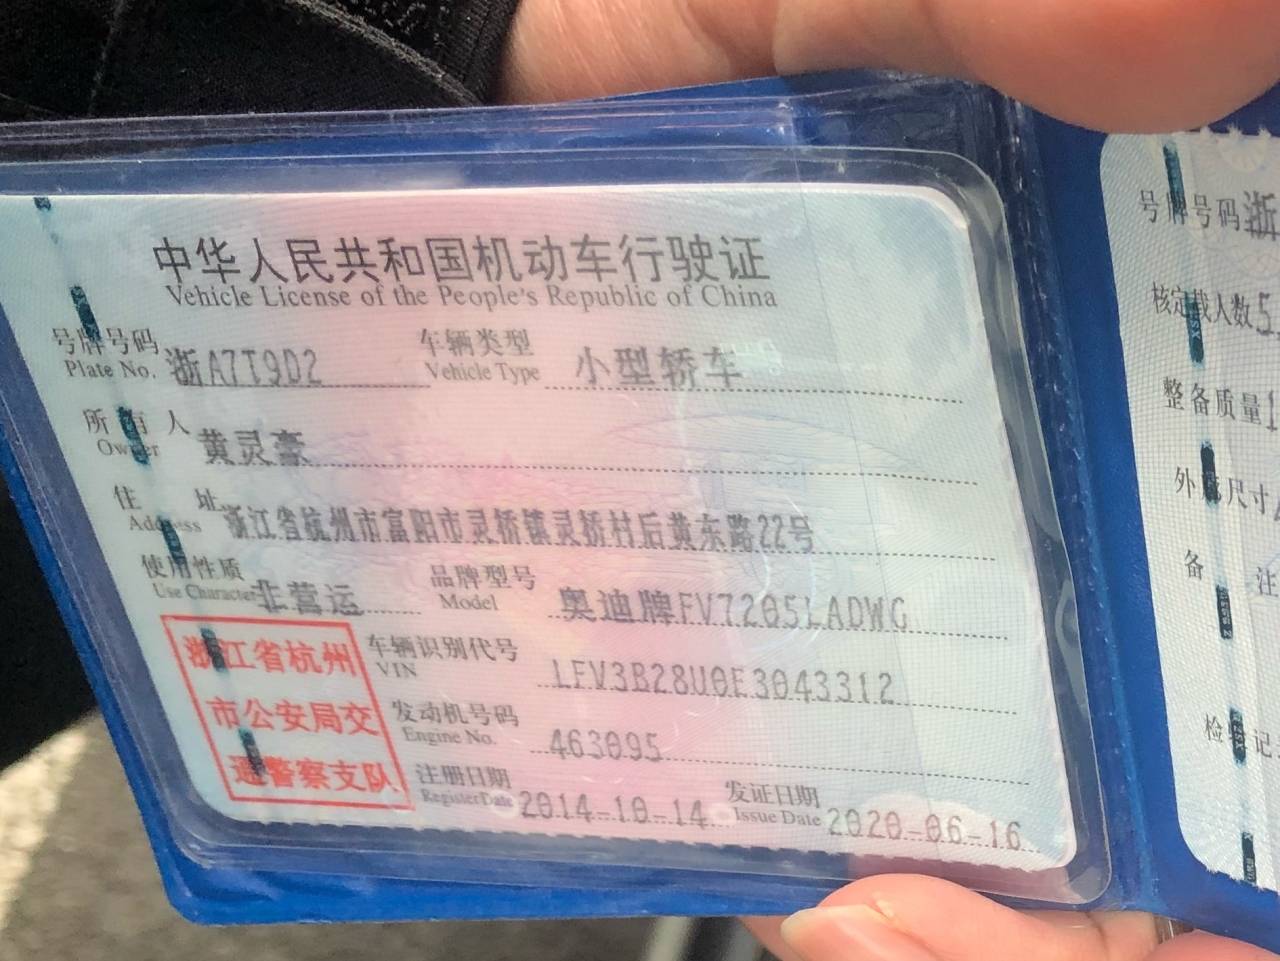 中华人民共和国机动车行驶证
Vehicle License of the People's Republic of China
号牌号码 浙A7T9D2 车辆类型 小型轿车
Plate No. Vehicle Type
所有人 黄灵豪
Owner
住址 浙江省杭州市富阳市灵桥镇灵桥村后黄东路22号
Address
使用性质 非营运 品牌型号 奥迪牌FV7205LADWG
Use Character Model
浙江省杭州
市公安局交
通警察支队
车辆识别代号 LFV3B28U0E3043312
VIN
发动机号码 463095
Engine No.
注册日期 2014-10-14 发证日期 2020-06-16
Register Date Issue Date
号牌号码 浙
核定载人数 5
整备质量 1
外形尺寸
备注
检验记